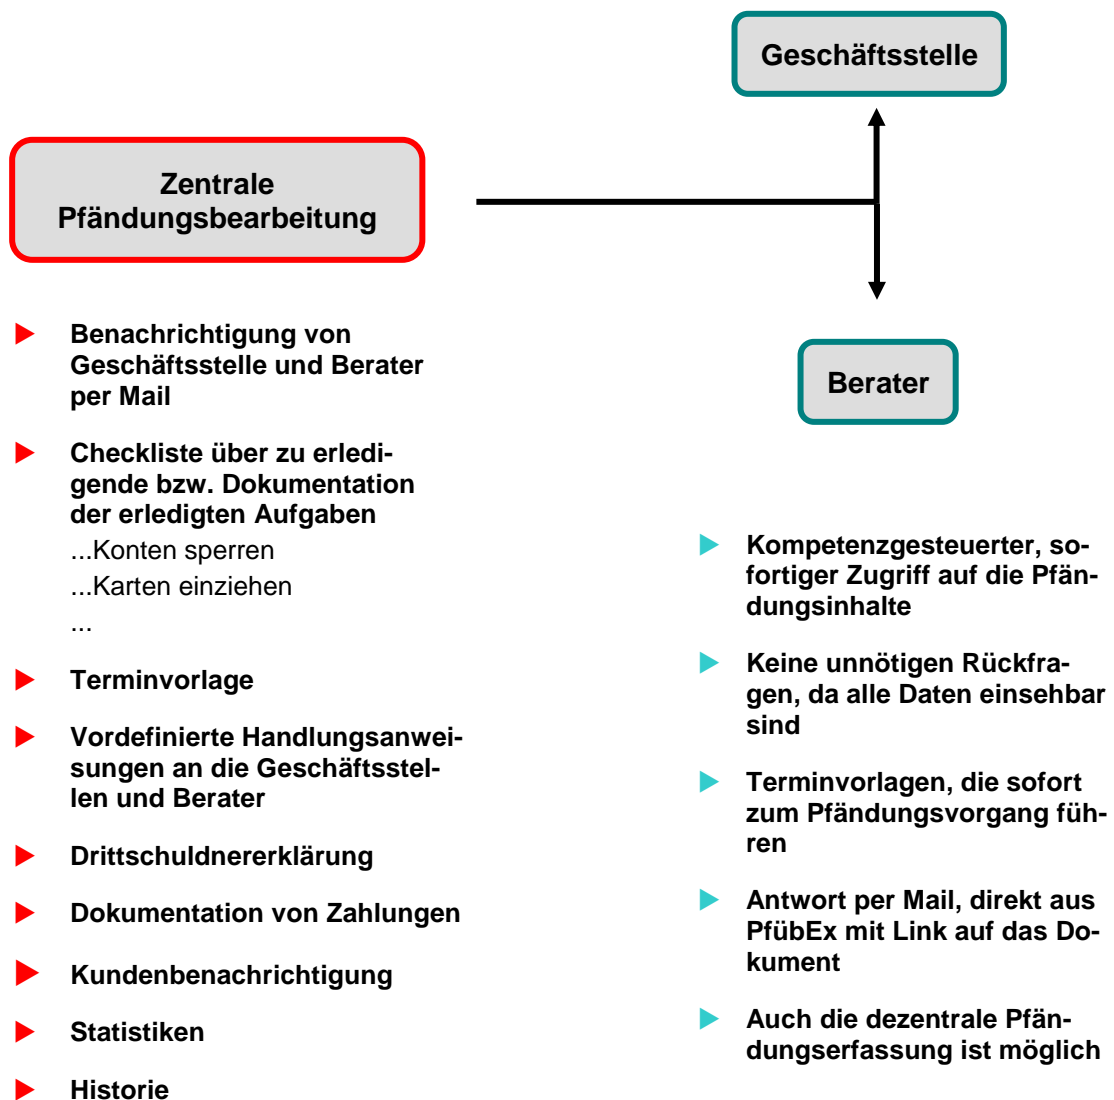 Geschäftsstelle
Zentrale
Pfändungsbearbeitung
Benachrichtigung von
Geschäftsstelle und Berater
per Mail
Checkliste über zu erledi-
gende bzw. Dokumentation
der erledigten Aufgaben
...Konten sperren
...Karten einziehen
...
Terminvorlage
Vordefinierte Handlungsanwei-
sungen an die Geschäftsstel-
len und Berater
Drittschuldnererklärung
Dokumentation von Zahlungen
Kundenbenachrichtigung
Statistiken
Historie
Berater
Kompetenzgesteuerter, so-
fortiger Zugriff auf die Pfän-
dungsinhalte
Keine unnötigen Rückfra-
gen, da alle Daten einsehbar
sind
Terminvorlagen, die sofort
zum Pfändungsvorgang füh-
ren
Antwort per Mail, direkt aus
PfübEx mit Link auf das Do-
kument
Auch die dezentrale Pfän-
dungserfassung ist möglich